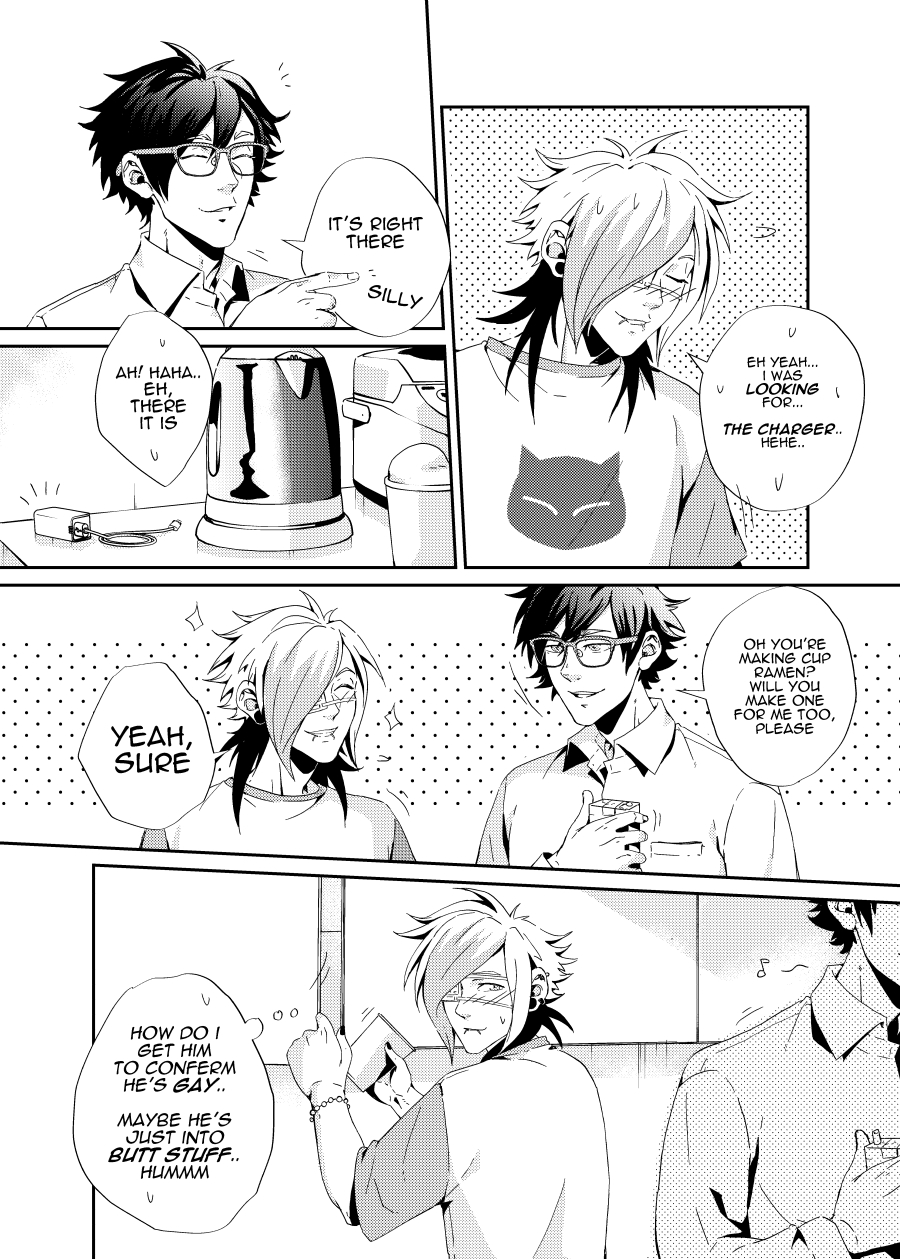 IT'S RIGHT
THERE
SILLY
EH YEAH...
I WAS
LOOKING
FOR...
THE CHARGER..
HEHE..
AH! HAHA..
EH,
THERE
IT IS
OH YOU'RE
MAKING CUP
RAMEN?
WILL YOU
MAKE ONE
FOR ME TOO,
PLEASE
YEAH,
SURE
HOW DO I
GET HIM
TO CONFERM
HE'S GAY..
MAYBE HE'S
JUST INTO
BUTT STUFF..
HUMMM